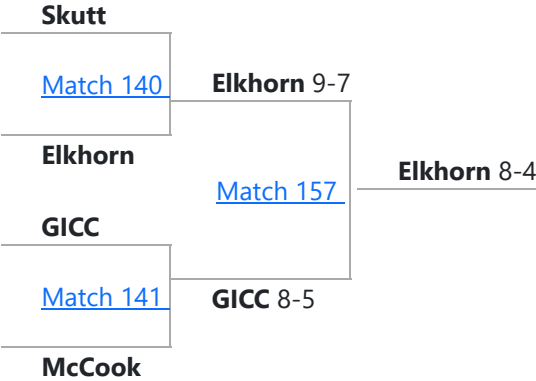 Skutt
Match 140
Elkhorn 9-7
Elkhorn
Elkhorn 8-4
Match 157
GICC
Match 141
GICC 8-5
McCook